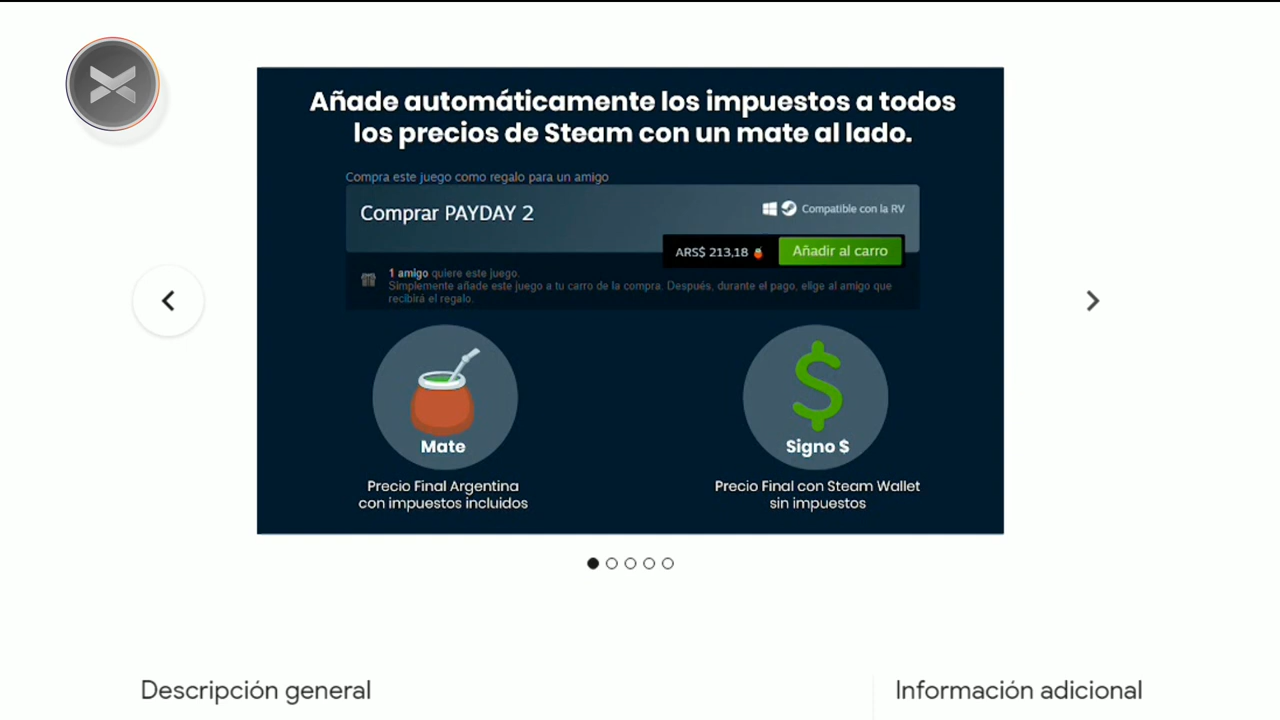 Añade automáticamente los impuestos a todos
los precios de Steam con un mate al lado.
Compra este juego como regalo para un amigo
Comprar PAYDAY 2
Compatible con la RV
ARS$ 213,18
Añadir al carro
1 amigo quiere este juego.
Simplemente añade este juego a tu carro de la compra. Después, durante el pago, elige al amigo que
recibirá el regalo.
Mate
Signo $
Precio Final Argentina
con impuestos incluidos
Precio Final con Steam Wallet
sin impuestos
Descripción general
Información adicional